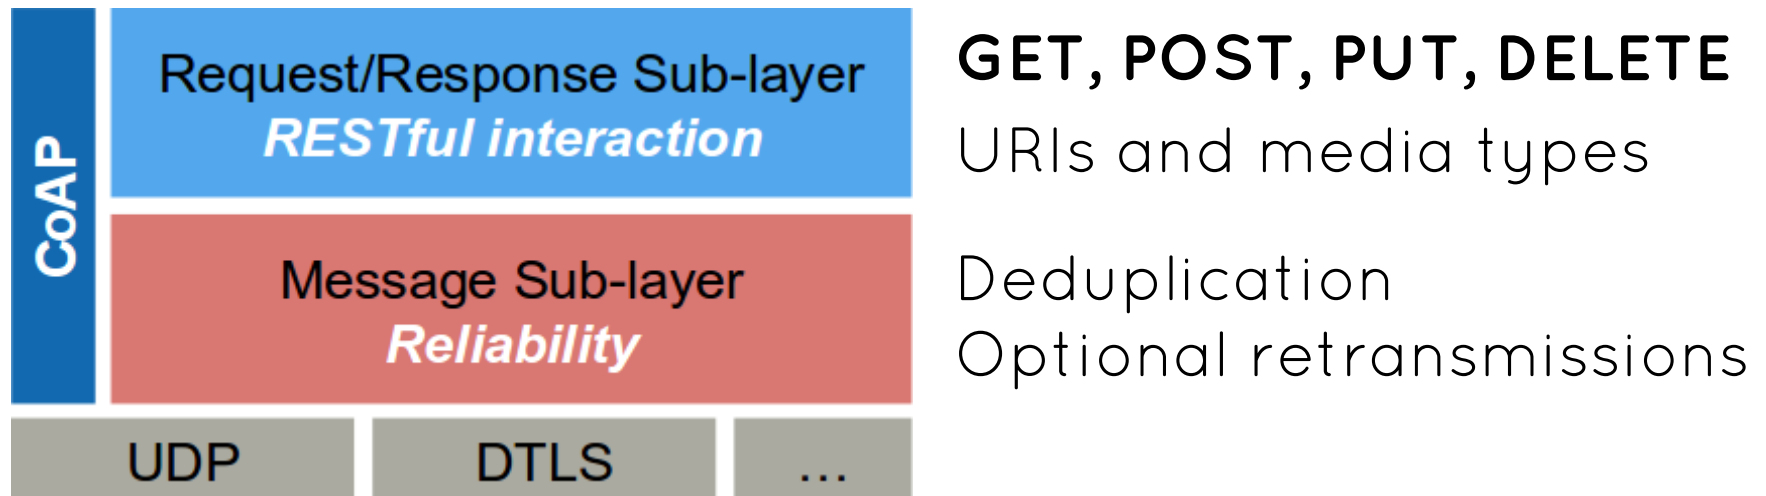 CoAP
Request/Response Sub-layer
RESTful interaction
GET, POST, PUT, DELETE
URIs and media types
Message Sub-layer
Reliability
Deduplication
Optional retransmissions
UDP
DTLS
...